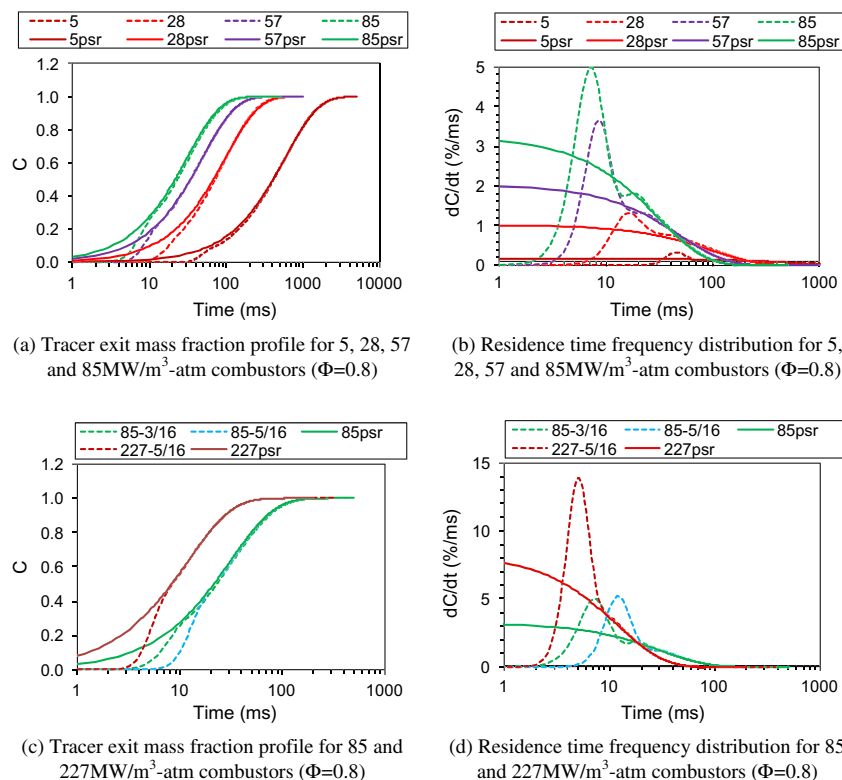 5 28 57 85
5psr 28psr 57psr 85psr
1.2
1.0
0.8
0.6
0.4
0.2
0.0
C
1 10 100 1000 10000
Time (ms)
(a) Tracer exit mass fraction profile for 5, 28, 57
and 85MW/m³-atm combustors (Φ=0.8)
5 28 57 85
5psr 28psr 57psr 85psr
5
4
3
2
1
0
dC/dt (%/ms)
1 10 100 1000
Time (ms)
(b) Residence time frequency distribution for 5,
28, 57 and 85MW/m³-atm combustors (Φ=0.8)
85-3/16 85-5/16 85psr
227-5/16 227psr
1.2
1.0
0.8
0.6
0.4
0.2
0.0
C
1 10 100 1000
Time (ms)
(c) Tracer exit mass fraction profile for 85 and
227MW/m³-atm combustors (Φ=0.8)
85-3/16 85-5/16 85psr
227-5/16 227psr
15
10
5
0
dC/dt (%/ms)
1 10 100 1000
Time (ms)
(d) Residence time frequency distribution for 85
and 227MW/m³-atm combustors (Φ=0.8)